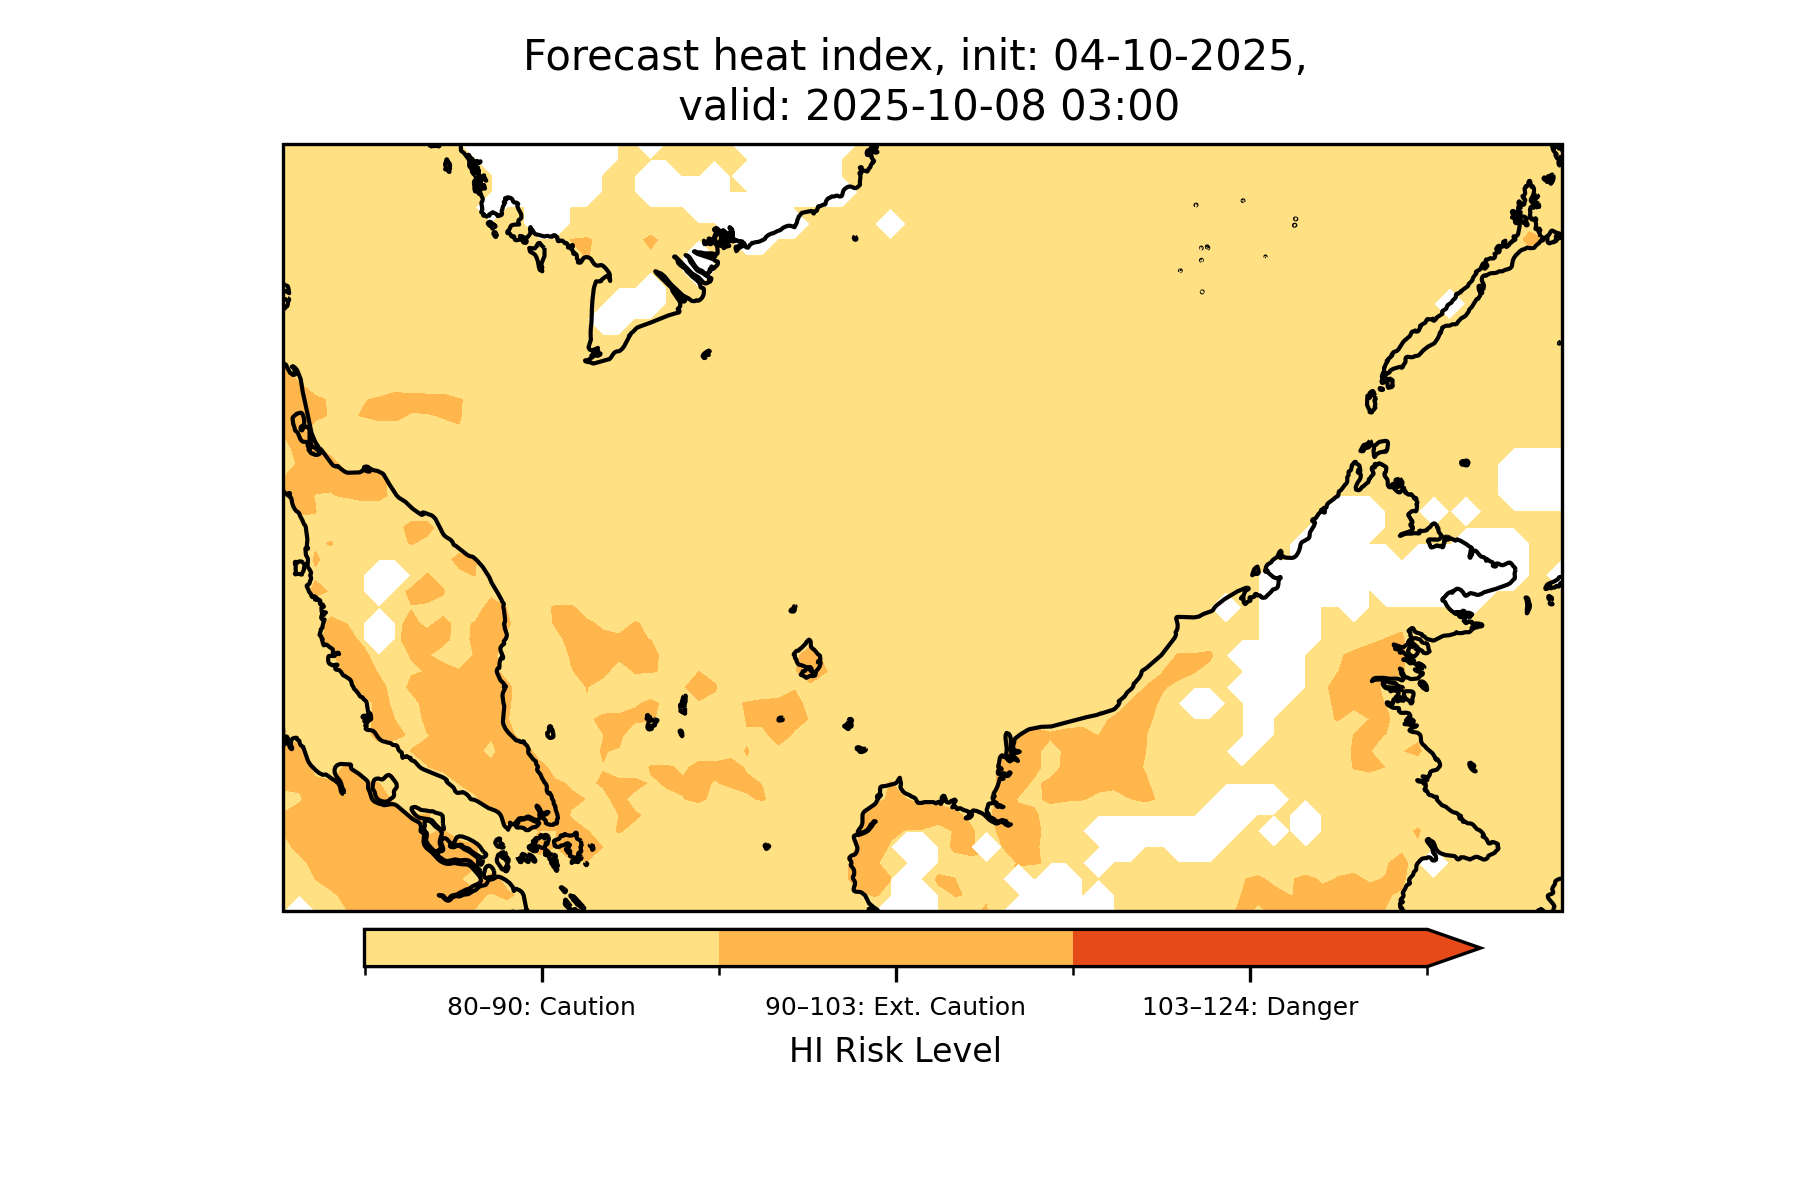 Forecast heat index, init: 04-10-2025,
valid: 2025-10-08 03:00
80–90: Caution
90–103: Ext. Caution
103–124: Danger
HI Risk Level